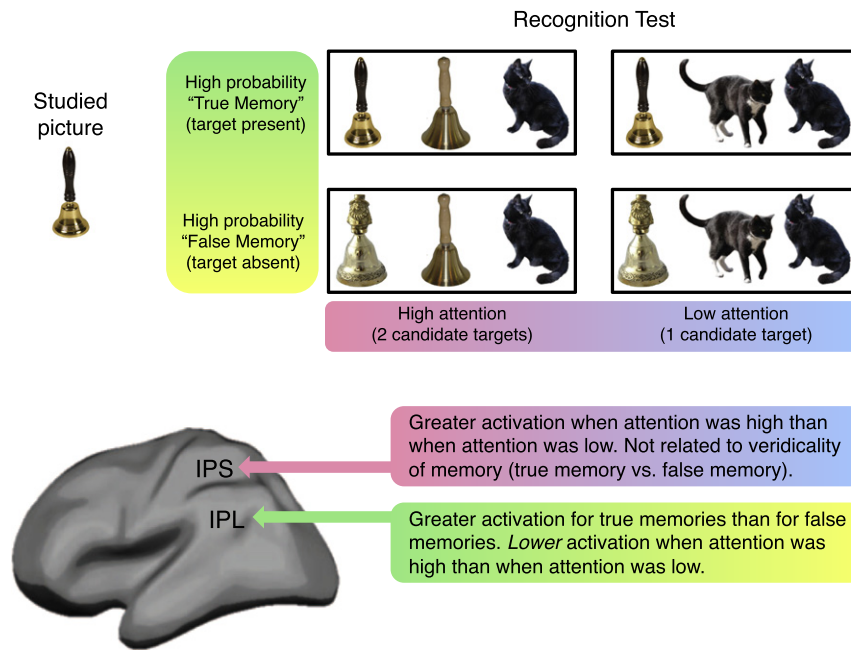 Recognition Test
Studied
picture
High probability
“True Memory”
(target present)
High probability
“False Memory”
(target absent)
High attention
(2 candidate targets)
Low attention
(1 candidate target)
IPS
Greater activation when attention was high than
when attention was low. Not related to veridicality
of memory (true memory vs. false memory).
IPL
Greater activation for true memories than for false
memories. Lower activation when attention was
high than when attention was low.